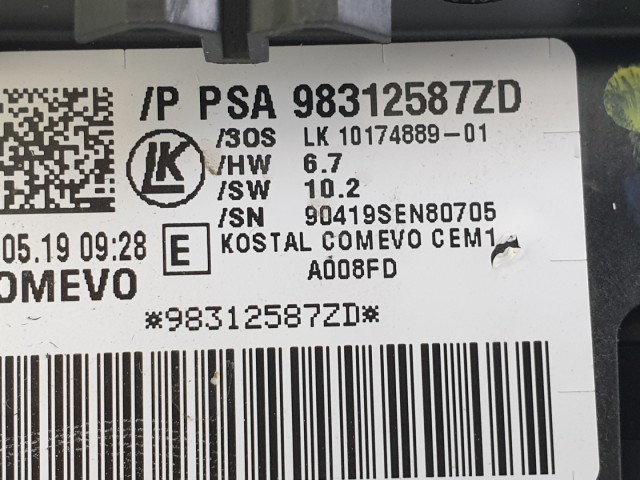 /P PSA 98312587ZD
/3OS LK 10174889-01
LK
/HW 6.7
/SW 10.2
/SN 90419SEN80705
05.19 09:28 E KOSTAL COMEVO CEM1
OMEVO A008FD
*98312587ZD*